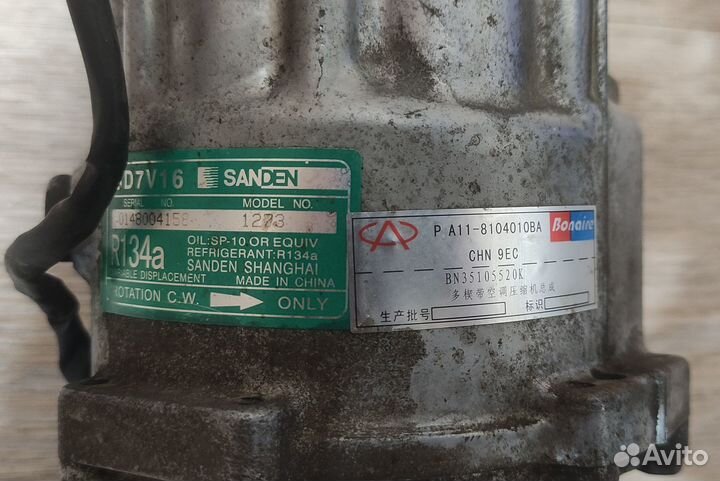 D7V16 SANDEN
SERIAL NO. MODEL NO.
0148004158 1273
R134a
OIL:SP-10 OR EQUIV
REFRIGERANT:R134a
SANDEN SHANGHAI
VARIABLE DISPLACEMENT MADE IN CHINA
ROTATION C.W. ONLY
P A11-8104010BA Bonaire
CHN 9EC
BN35105520K
多楔带空调压缩机总成
生产批号 标识
Avito